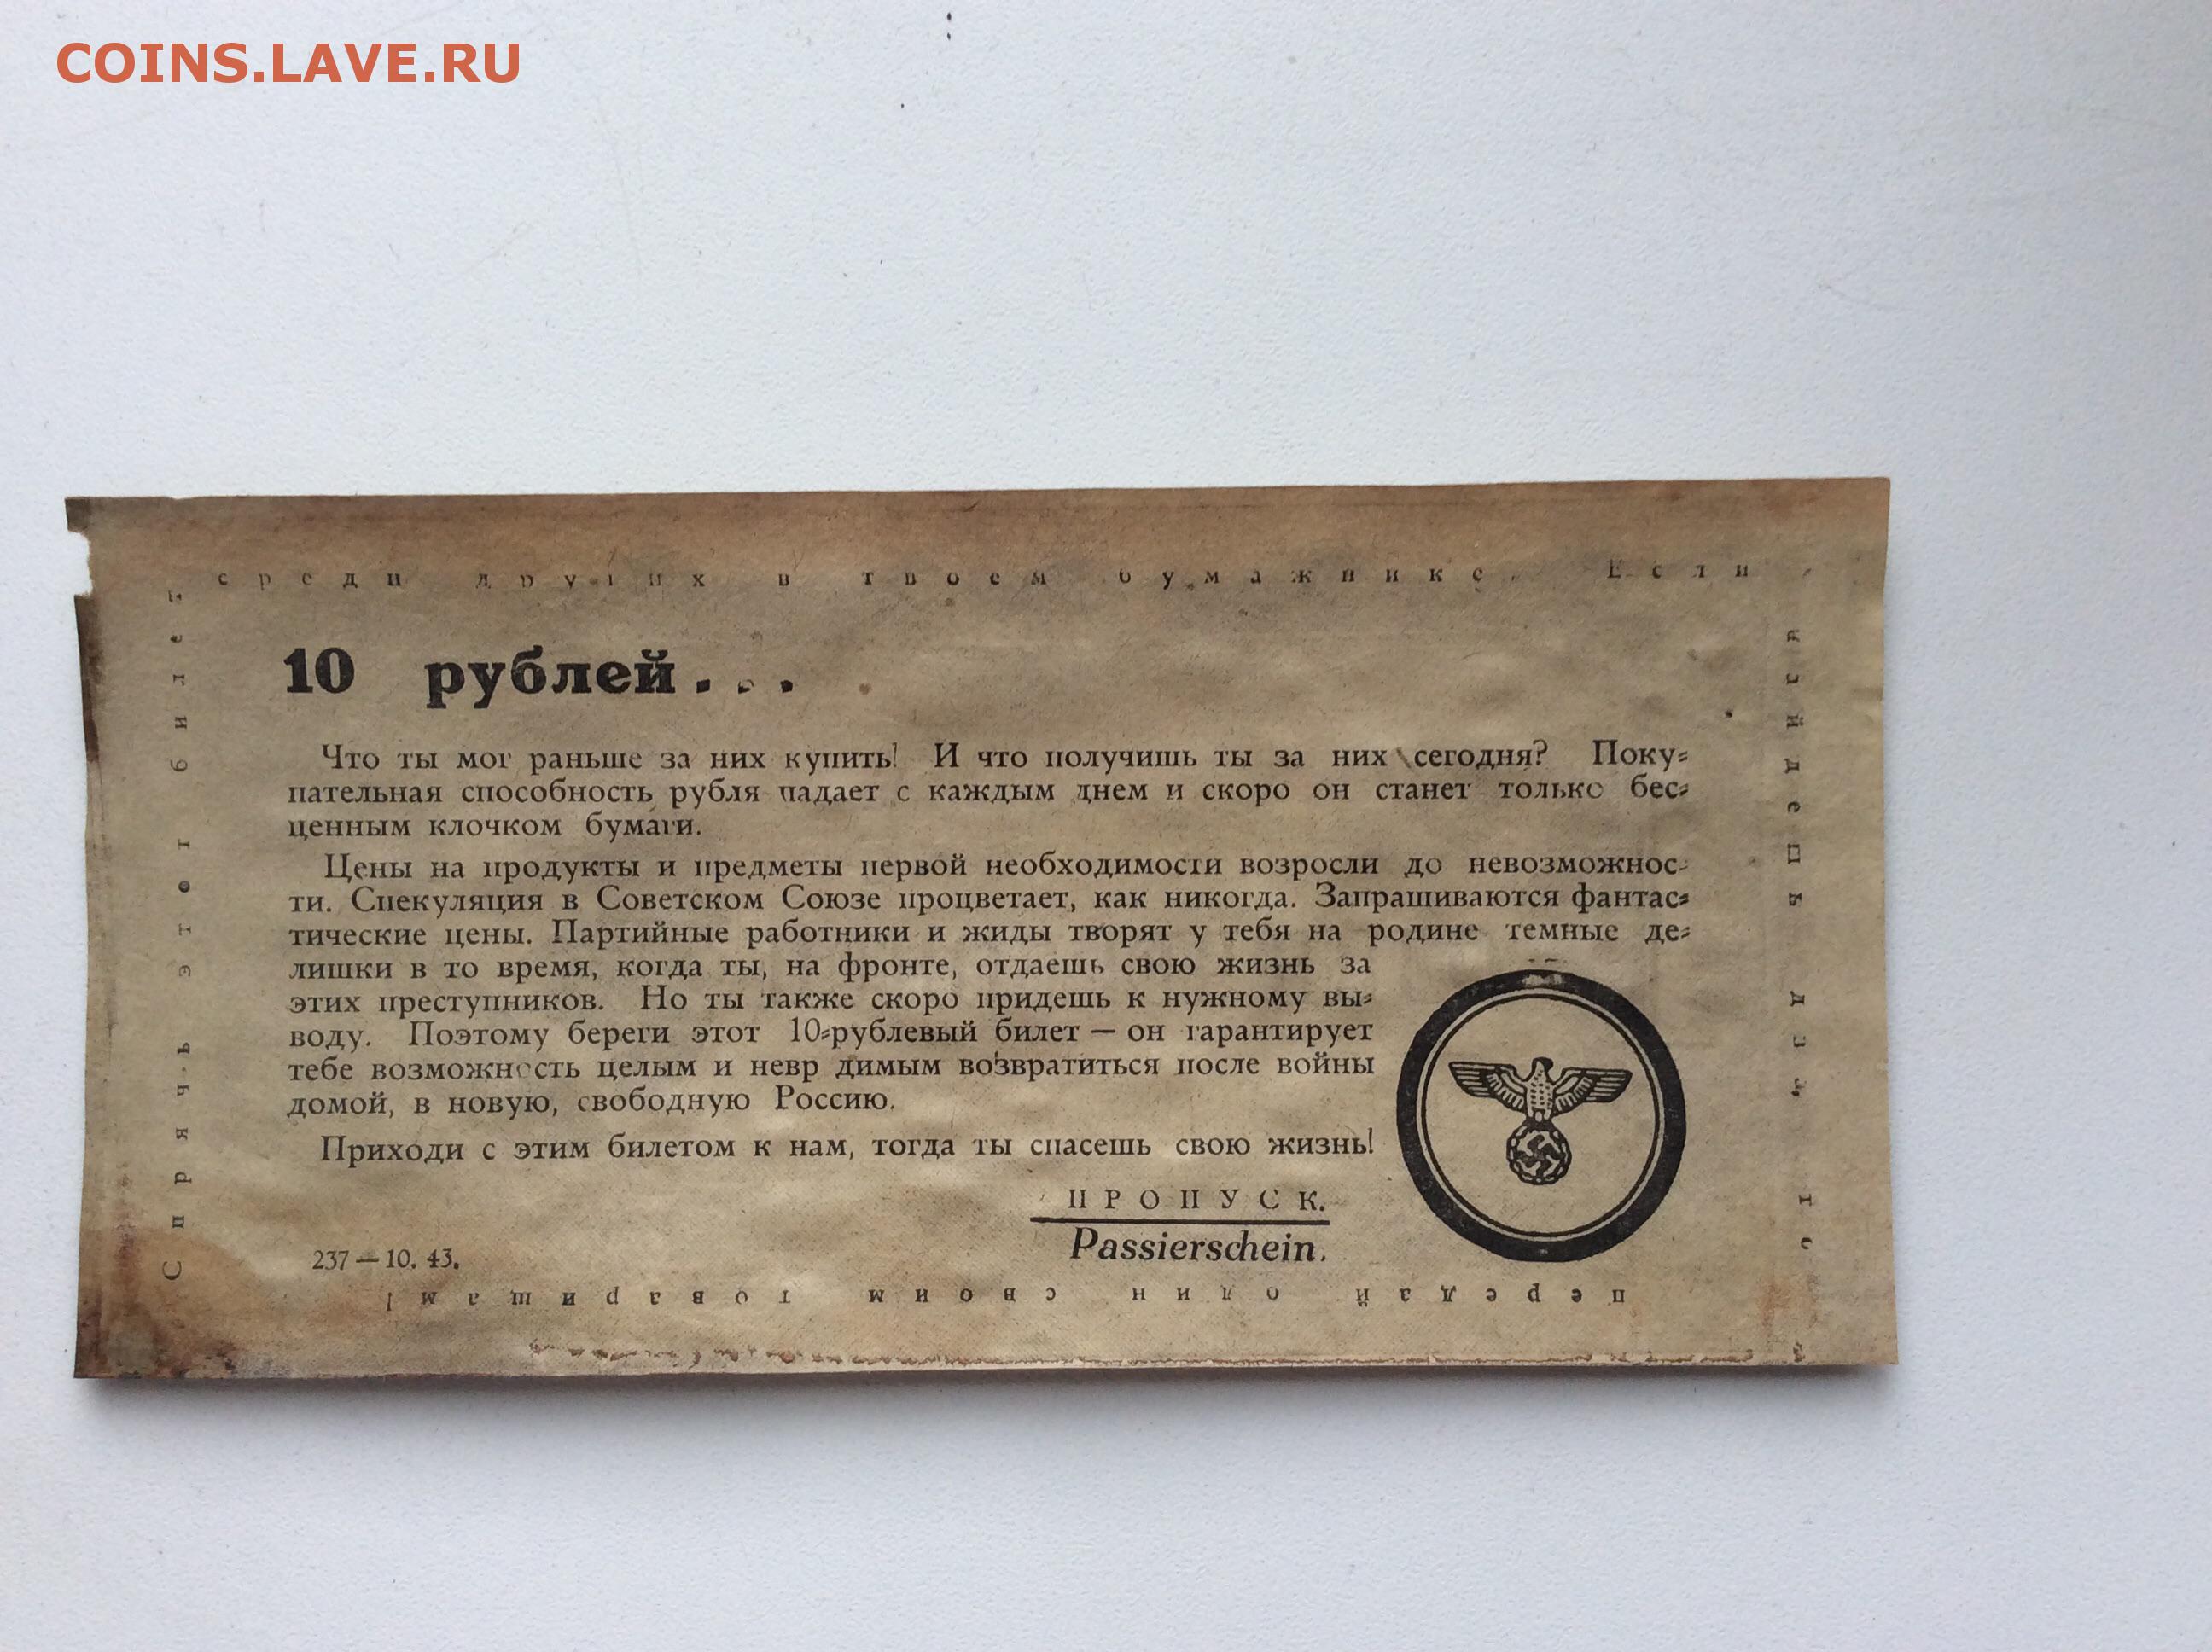 COINS.LAVE.RU
Спрячь этот билет
среди других в твоем бумажнике. Если
найдешь два, то
передай один своим товарищам!
10 рублей...
Что ты мог раньше за них купить! И что получишь ты за них сегодня? Поку-
пательная способность рубля падает с каждым днем и скоро он станет только бес-
ценным клочком бумаги.
Цены на продукты и предметы первой необходимости возросли до невозможнос-
ти. Спекуляция в Советском Союзе процветает, как никогда. Запрашиваются фантас-
тические цены. Партийные работники и жиды творят у тебя на родине темные де-
лишки в то время, когда ты, на фронте, отдаешь свою жизнь за
этих преступников. Но ты также скоро придешь к нужному вы-
воду. Поэтому береги этот 10-рублевый билет — он гарантирует
тебе возможность целым и невр димым возвратиться после войны
домой, в новую, свободную Россию.
Приходи с этим билетом к нам, тогда ты спасешь свою жизнь!
ПРОПУСК.
Passierschein.
237 — 10. 43.